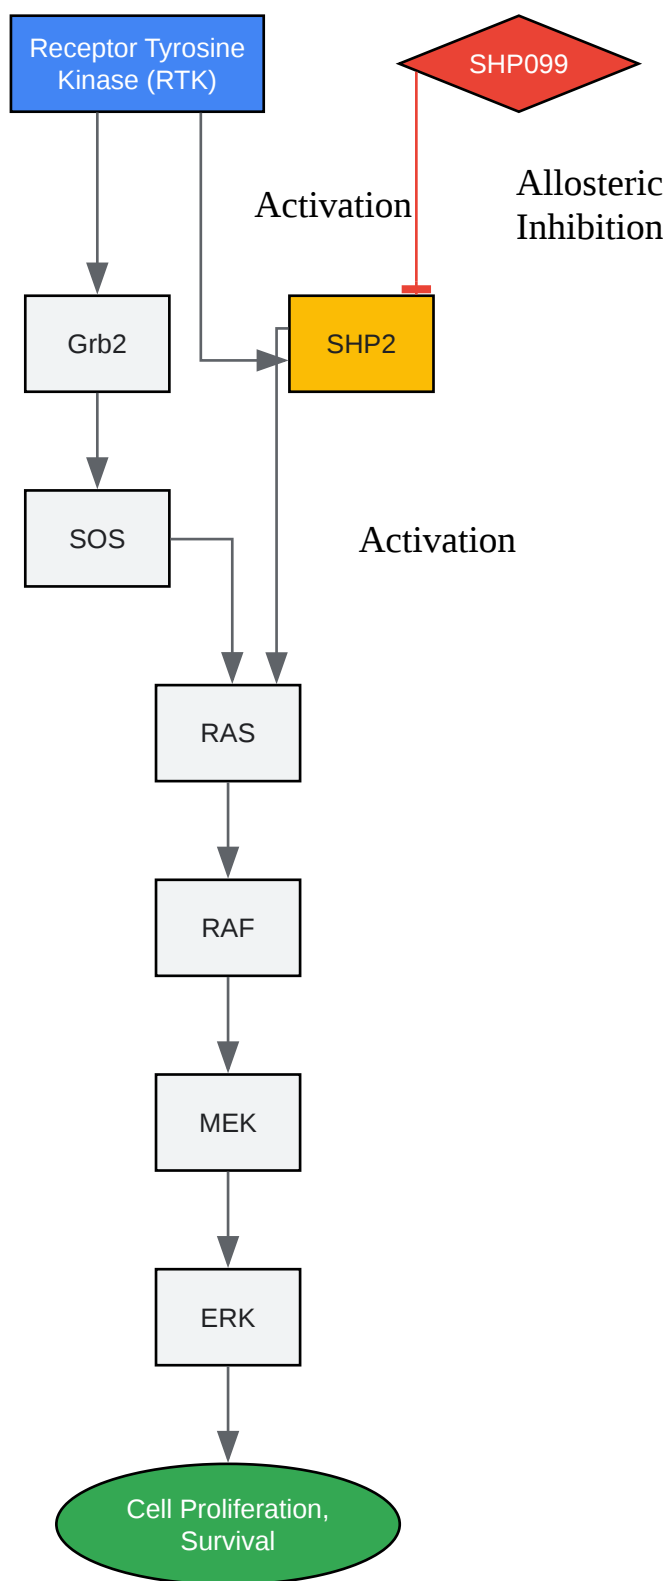 Receptor Tyrosine
Kinase (RTK)
SHP099
Activation
Allosteric
Inhibition
Grb2
SHP2
SOS
Activation
RAS
RAF
MEK
ERK
Cell Proliferation,
Survival